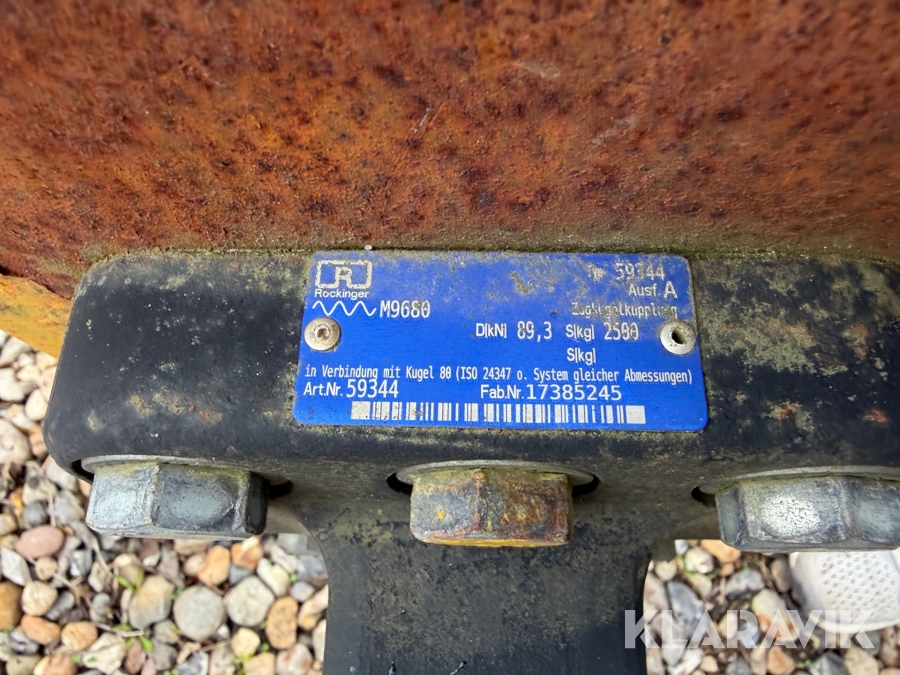 R
Rockinger
Typ 59344
Ausf. A
M9680
Zugkugelkupplung
D[kN] 89,3 S[kg] 2500
S[kg]
in Verbindung mit Kugel 80 (ISO 24347 o. System gleicher Abmessungen)
Art.Nr. 59344 Fab.Nr. 17385245
KLARAVIK